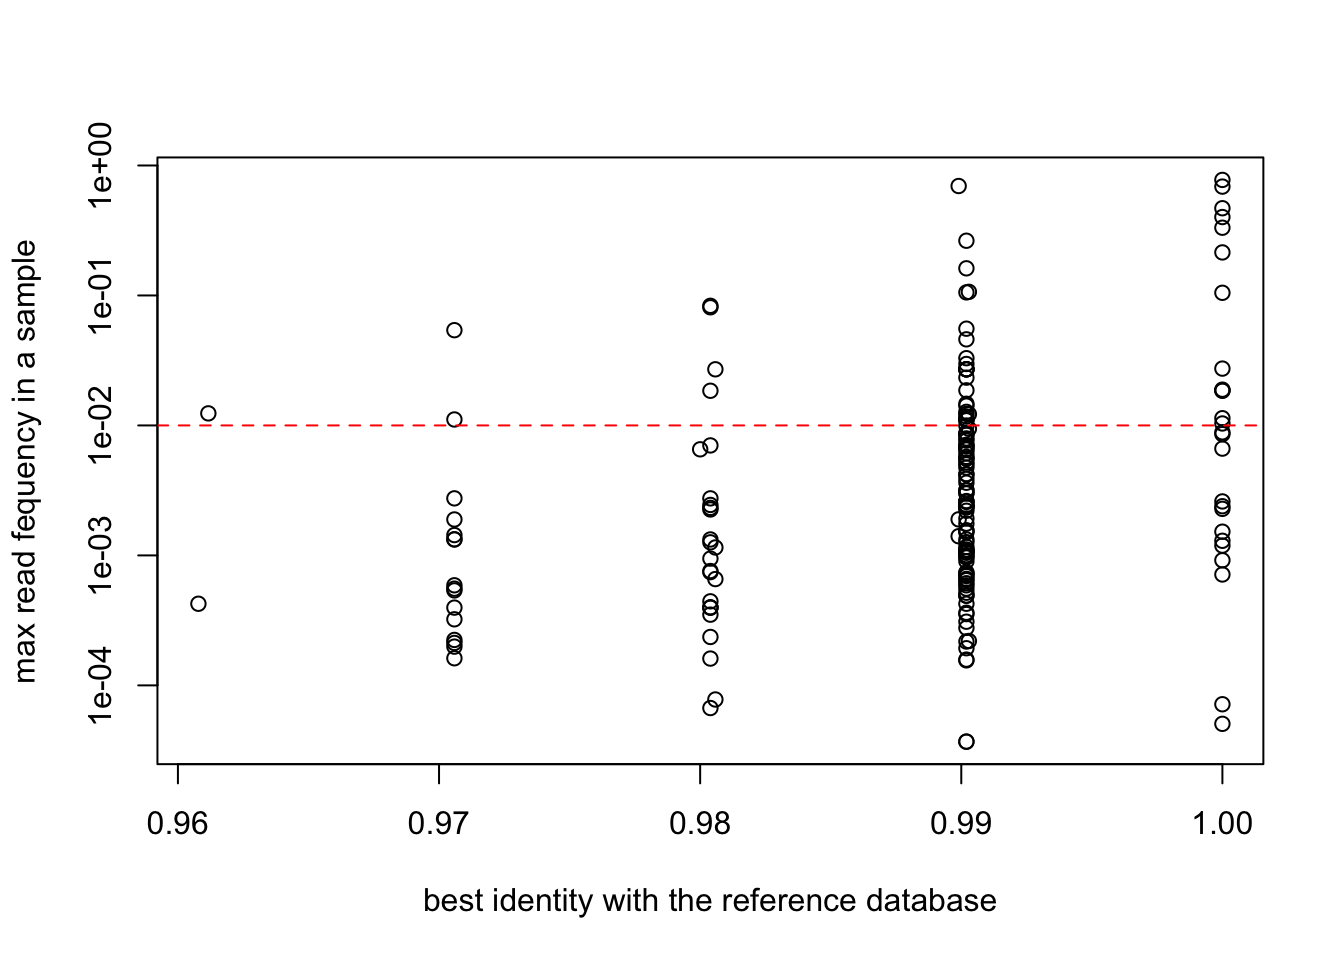 max read fequency in a sample
1e+00
1e-01
1e-02
1e-03
1e-04
0.96 0.97 0.98 0.99 1.00
best identity with the reference database